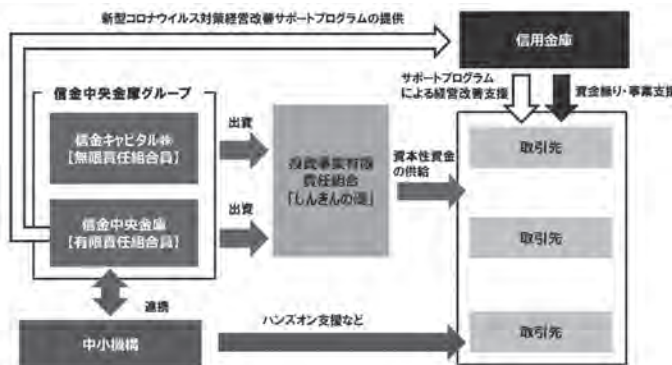 新型コロナウイルス対策経営改善サポートプログラムの提供
信用金庫
サポートプログラム
による経営改善支援
資金繰り・事業支援
信金中央金庫グループ
信金キャピタル㈱
【無限責任組合員】
出資
投資事業有限
責任組合
「しんきんの翼」
資本性資金
の供給
取引先
信金中央金庫
【有限責任組合員】
出資
取引先
連携
中小機構
ハンズオン支援など
取引先